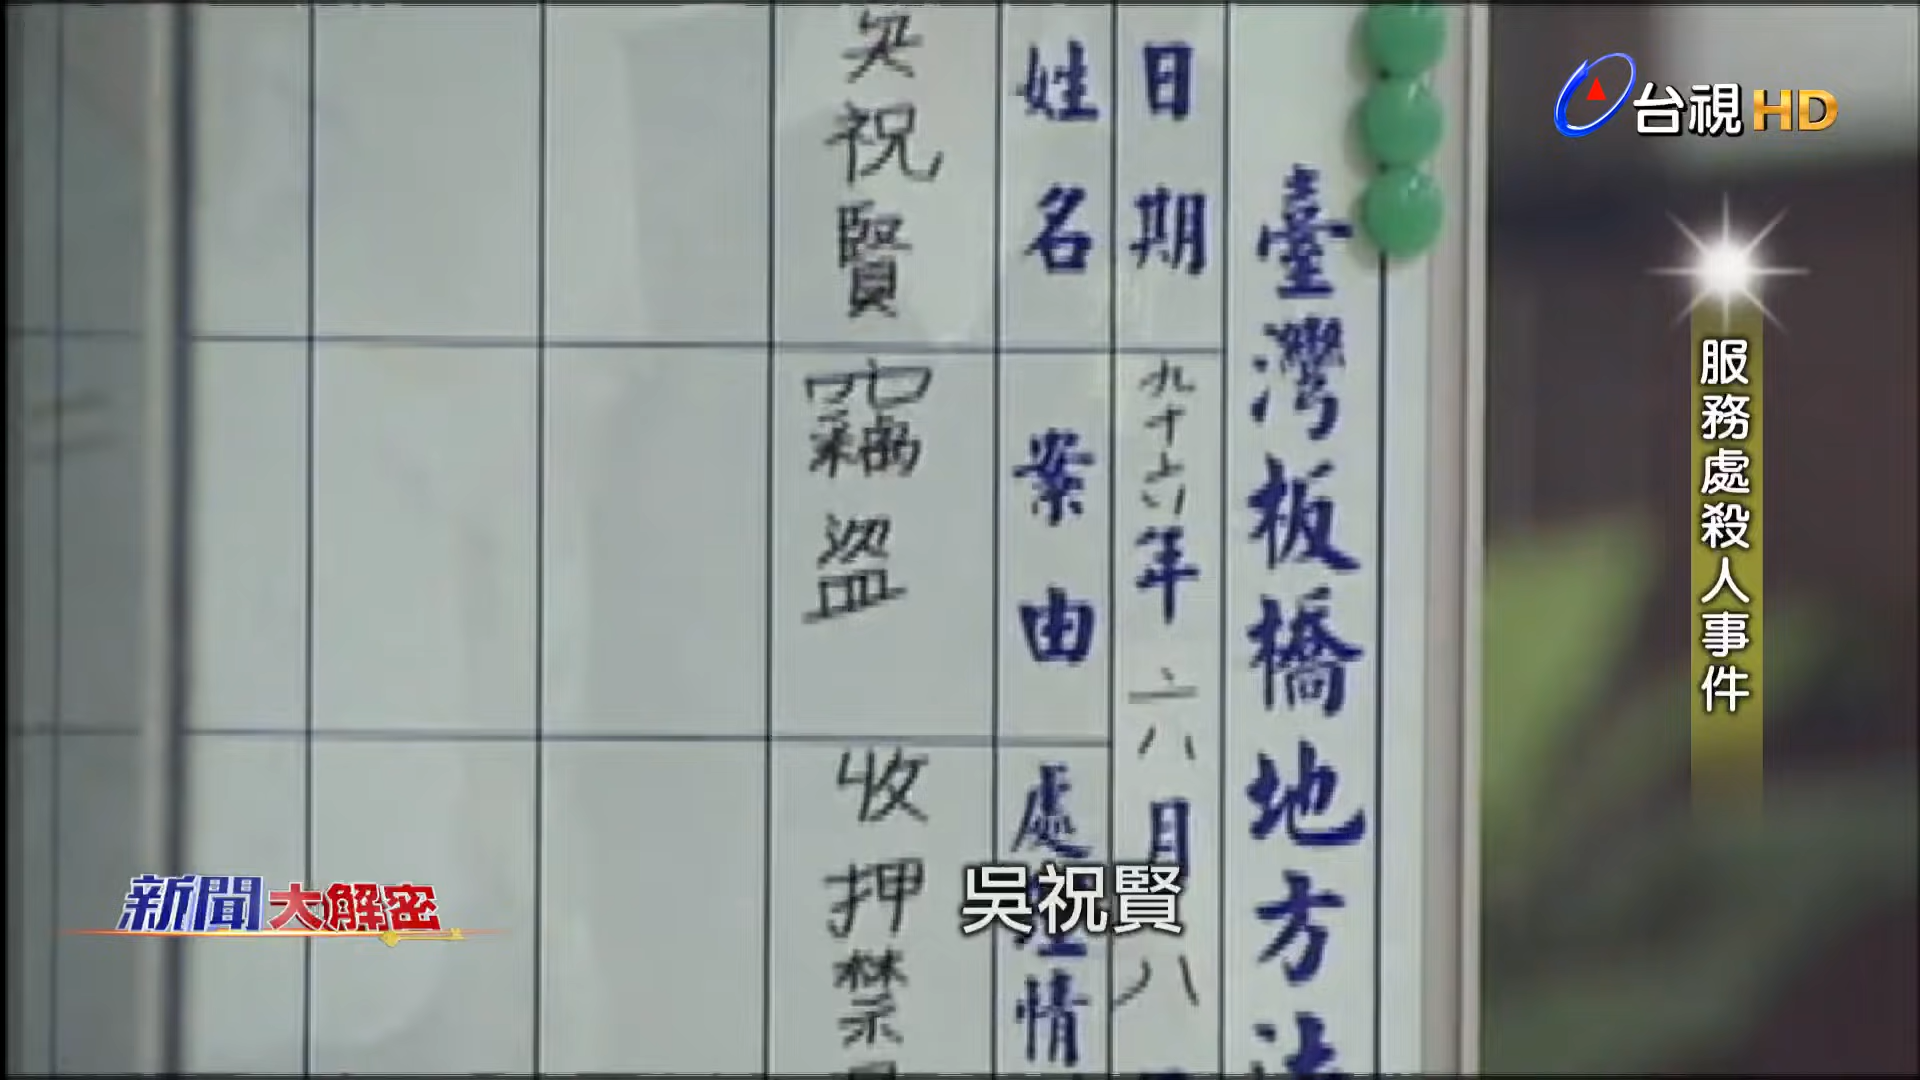 台視HD
服務處殺人事件
臺灣板橋地方法
日期 九十六年六月八
姓名 案由 處理情
吳祝賢 竊盜 收押禁見
吳祝賢
新聞大解密